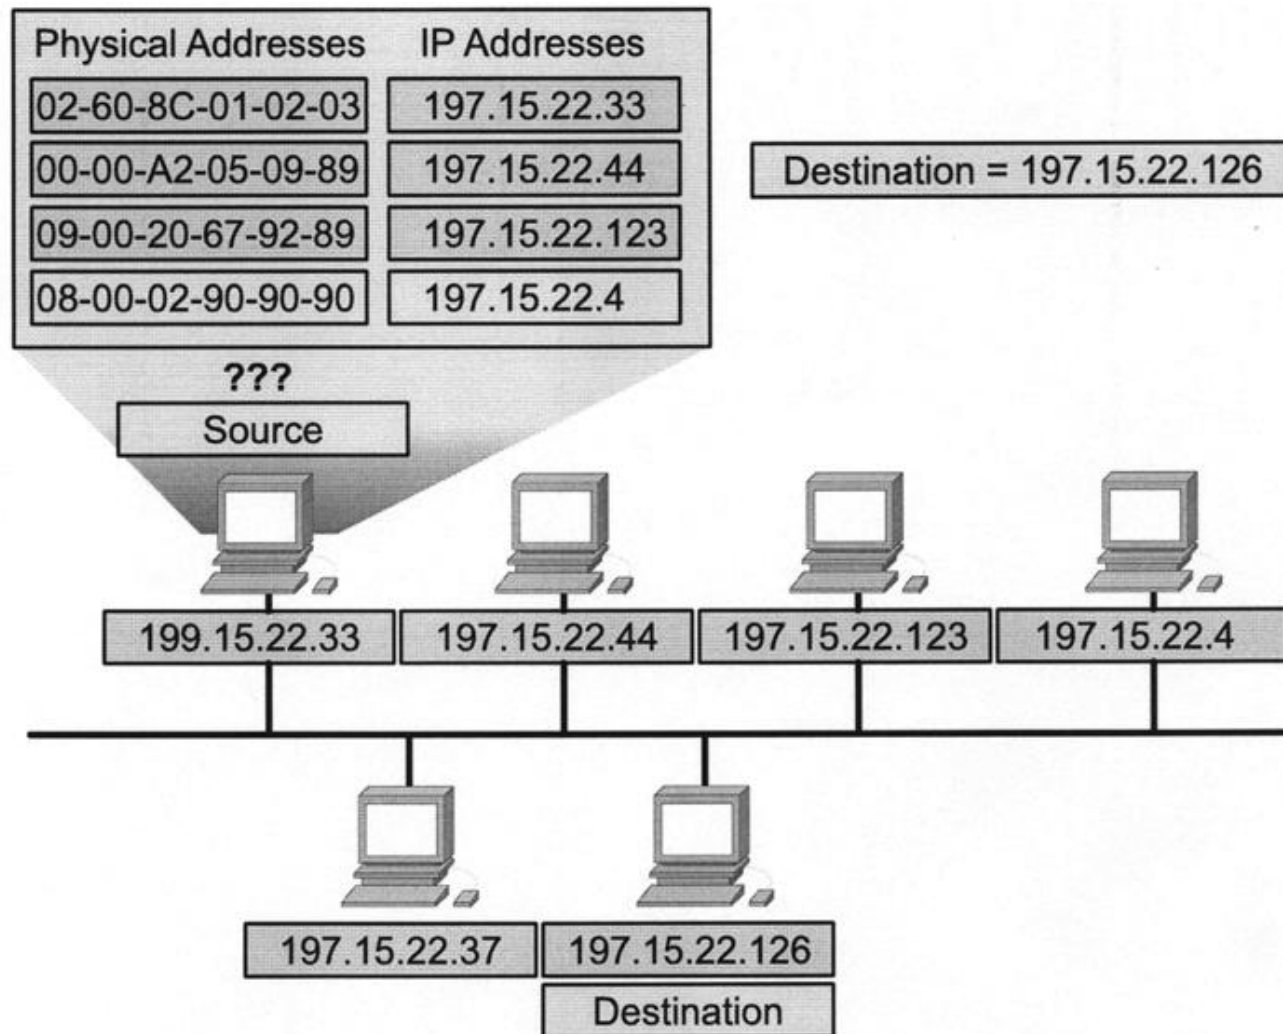 Physical Addresses IP Addresses
02-60-8C-01-02-03 197.15.22.33
00-00-A2-05-09-89 197.15.22.44
09-00-20-67-92-89 197.15.22.123
08-00-02-90-90-90 197.15.22.4
Destination = 197.15.22.126
???
Source
199.15.22.33 197.15.22.44 197.15.22.123 197.15.22.4
197.15.22.37 197.15.22.126
Destination